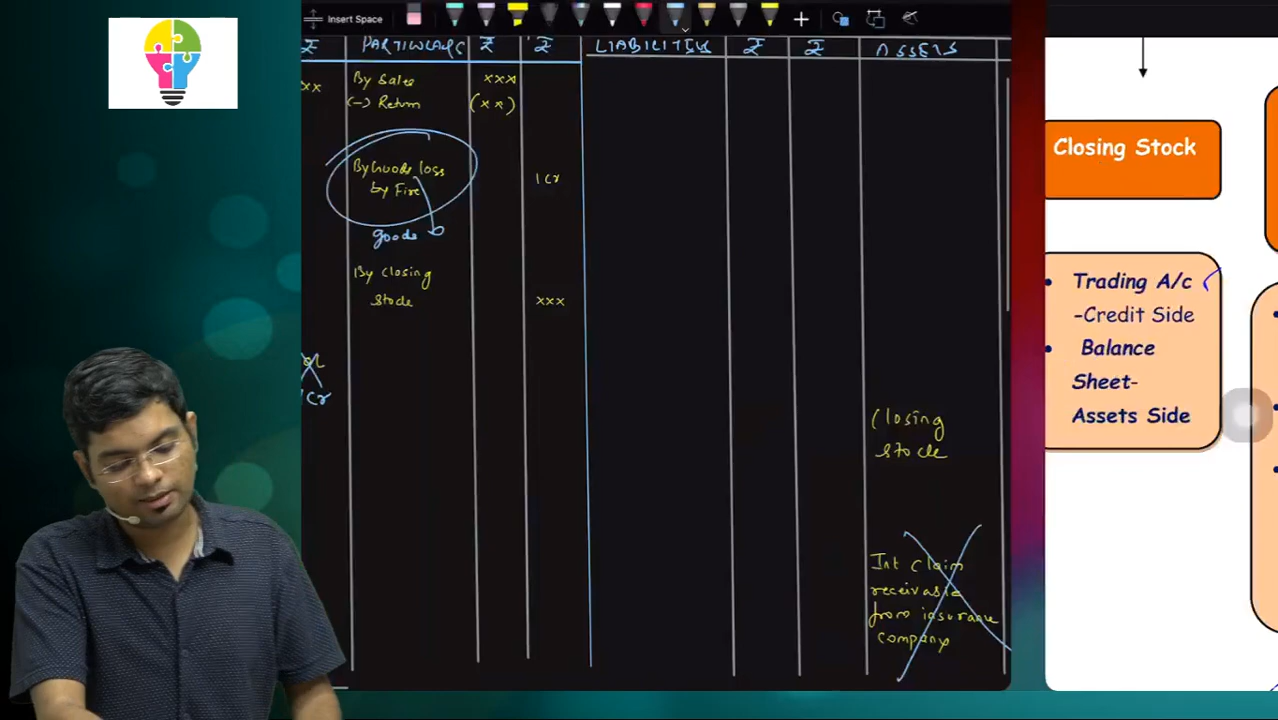 Insert Space
₹ PARTICULARS ₹ ₹ LIABILITIES ₹ ₹ ASSETS
xx By Sales xxx
(-) Return (xx)
By Goods loss
by Fire 1 Cr
goods
By Closing
stock xxx
1 Cr
Closing
stock
Int claim
receivable
from insurance
company
Closing Stock
• Trading A/c
-Credit Side
• Balance
Sheet-
Assets Side